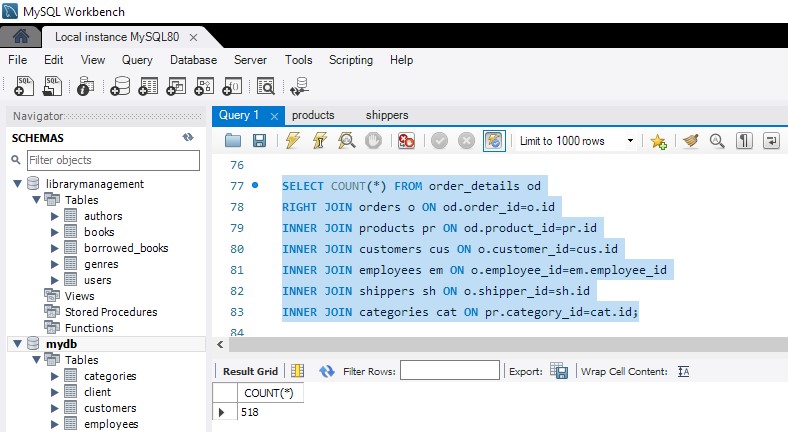 MySQL Workbench
Local instance MySQL80
File Edit View Query Database Server Tools Scripting Help
Navigator
SCHEMAS
Filter objects
librarymanagement
Tables
authors
books
borrowed_books
genres
users
Views
Stored Procedures
Functions
mydb
Tables
categories
client
customers
employees
Query 1 products shippers
Limit to 1000 rows
76
77 SELECT COUNT(*) FROM order_details od
78 RIGHT JOIN orders o ON od.order_id=o.id
79 INNER JOIN products pr ON od.product_id=pr.id
80 INNER JOIN customers cus ON o.customer_id=cus.id
81 INNER JOIN employees em ON o.employee_id=em.employee_id
82 INNER JOIN shippers sh ON o.shipper_id=sh.id
83 INNER JOIN categories cat ON pr.category_id=cat.id;
84
Result Grid Filter Rows: Export: Wrap Cell Content:
COUNT(*)
518